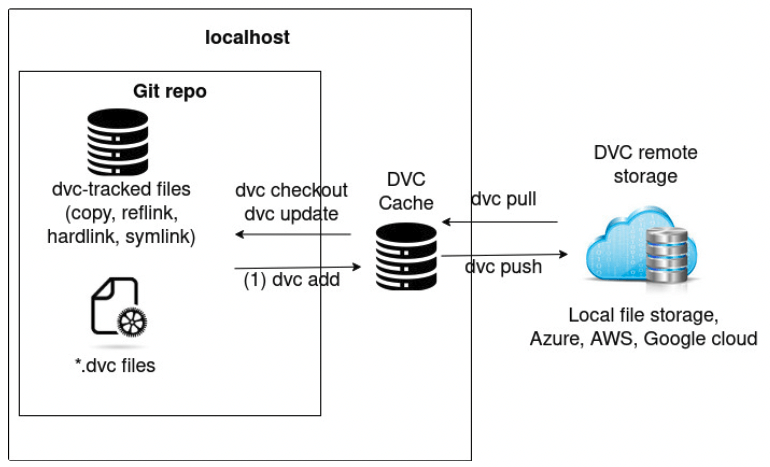 localhost
Git repo
dvc-tracked files
(copy, reflink,
hardlink, symlink)
*.dvc files
dvc checkout
dvc update
(1) dvc add
DVC
Cache
dvc pull
dvc push
DVC remote
storage
Local file storage,
Azure, AWS, Google cloud